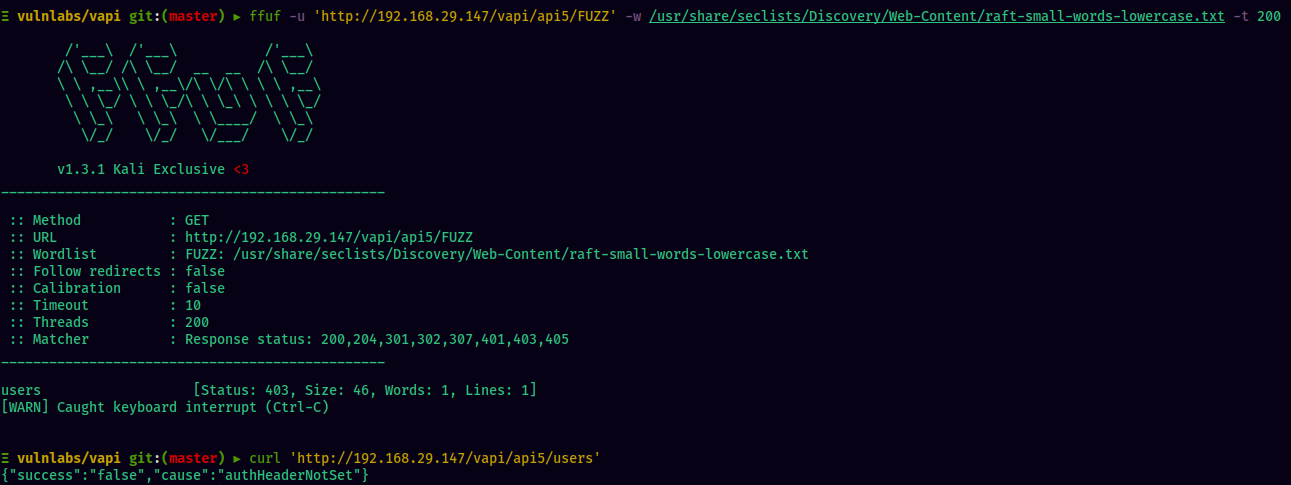 Ξ vulnlabs/vapi git:(master) ▶ ffuf -u 'http://192.168.29.147/vapi/api5/FUZZ' -w /usr/share/seclists/Discovery/Web-Content/raft-small-words-lowercase.txt -t 200
        /'___\  /'___\           /'___\
       /\ \__/ /\ \__/  __  __  /\ \__/
       \ \ ,__\\ \ ,__\/\ \/\ \ \ \ ,__\
        \ \ \_/ \ \ \_/\ \ \_\ \ \ \ \_/
         \ \_\   \ \_\  \ \____/  \ \_\
          \/_/    \/_/   \/___/    \/_/
v1.3.1 Kali Exclusive <3
________________________________________________
:: Method           : GET
:: URL              : http://192.168.29.147/vapi/api5/FUZZ
:: Wordlist         : FUZZ: /usr/share/seclists/Discovery/Web-Content/raft-small-words-lowercase.txt
:: Follow redirects : false
:: Calibration      : false
:: Timeout          : 10
:: Threads          : 200
:: Matcher          : Response status: 200,204,301,302,307,401,403,405
________________________________________________
users                   [Status: 403, Size: 46, Words: 1, Lines: 1]
[WARN] Caught keyboard interrupt (Ctrl-C)
Ξ vulnlabs/vapi git:(master) ▶ curl 'http://192.168.29.147/vapi/api5/users'
{"success":"false","cause":"authHeaderNotSet"}